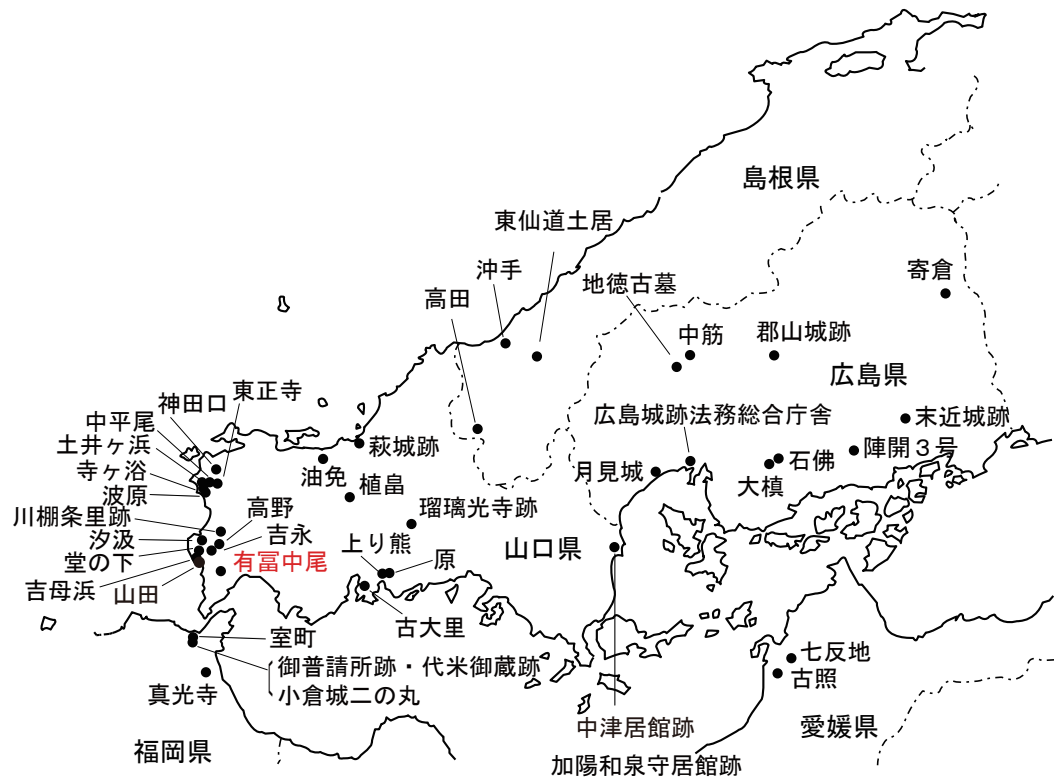 島根県
東仙道土居
沖手
地徳古墓
寄倉
高田
中筋
郡山城跡
広島県
東正寺
神田口
中平尾
土井ヶ浜
寺ヶ浴
波原
広島城跡法務総合庁舎
末近城跡
萩城跡
陣開３号
石佛
月見城
大槙
油免
植畠
川棚条里跡
高野
瑠璃光寺跡
汐汲
吉永
上り熊
原
山口県
堂の下
有冨中尾
吉母浜
山田
古大里
室町
御普請所跡・代米御蔵跡
小倉城二の丸
真光寺
七反地
古照
中津居館跡
愛媛県
福岡県
加陽和泉守居館跡